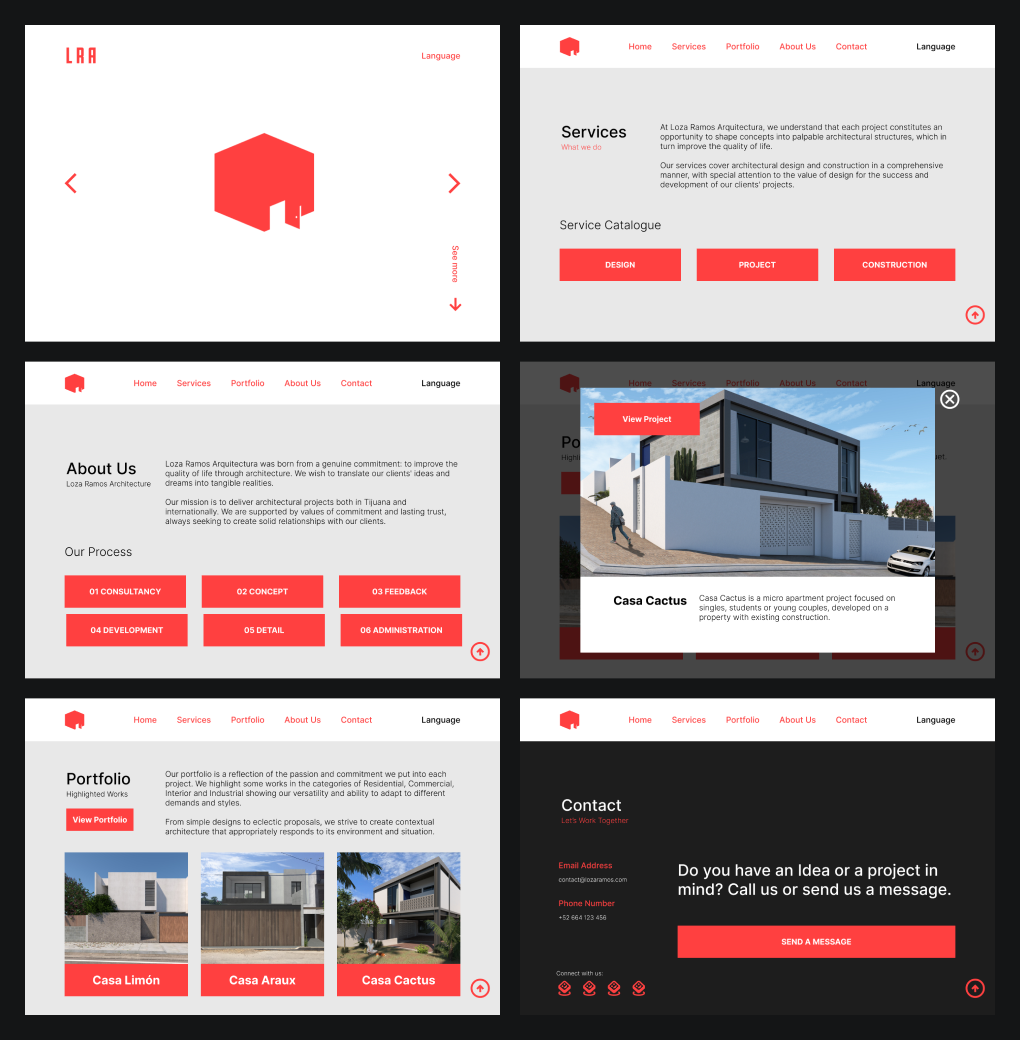 LAA
Language
See more
Home Services Portfolio About Us Contact Language
Services
What we do
At Loza Ramos Arquitectura, we understand that each project constitutes an
opportunity to shape concepts into palpable architectural structures, which in
turn improve the quality of life.
Our services cover architectural design and construction in a comprehensive
manner, with special attention to the value of design for the success and
development of our clients' projects.
Service Catalogue
DESIGN PROJECT CONSTRUCTION
Home Services Portfolio About Us Contact Language
About Us
Loza Ramos Architecture
Loza Ramos Arquitectura was born from a genuine commitment: to improve the
quality of life through architecture. We wish to translate our clients' ideas and
dreams into tangible realities.
Our mission is to deliver architectural projects both in Tijuana and
internationally. We are supported by values of commitment and lasting trust,
always seeking to create solid relationships with our clients.
Our Process
01 CONSULTANCY 02 CONCEPT 03 FEEDBACK
04 DEVELOPMENT 05 DETAIL 06 ADMINISTRATION
Home Services Portfolio About Us Contact Language
Po
Highli
View Project
Casa Cactus
Casa Cactus is a micro apartment project focused on
singles, students or young couples, developed on a
property with existing construction.
Home Services Portfolio About Us Contact Language
Portfolio
Highlighted Works
View Portfolio
Our portfolio is a reflection of the passion and commitment we put into each
project. We highlight some works in the categories of Residential, Commercial,
Interior and Industrial showing our versatility and ability to adapt to different
demands and styles.
From simple designs to eclectic proposals, we strive to create contextual
architecture that appropriately responds to its environment and situation.
Casa Limón Casa Araux Casa Cactus
Home Services Portfolio About Us Contact Language
Contact
Let's Work Together
Email Address
contact@lozaramos.com
Phone Number
+52 664 123 456
Do you have an Idea or a project in
mind? Call us or send us a message.
SEND A MESSAGE
Connect with us: